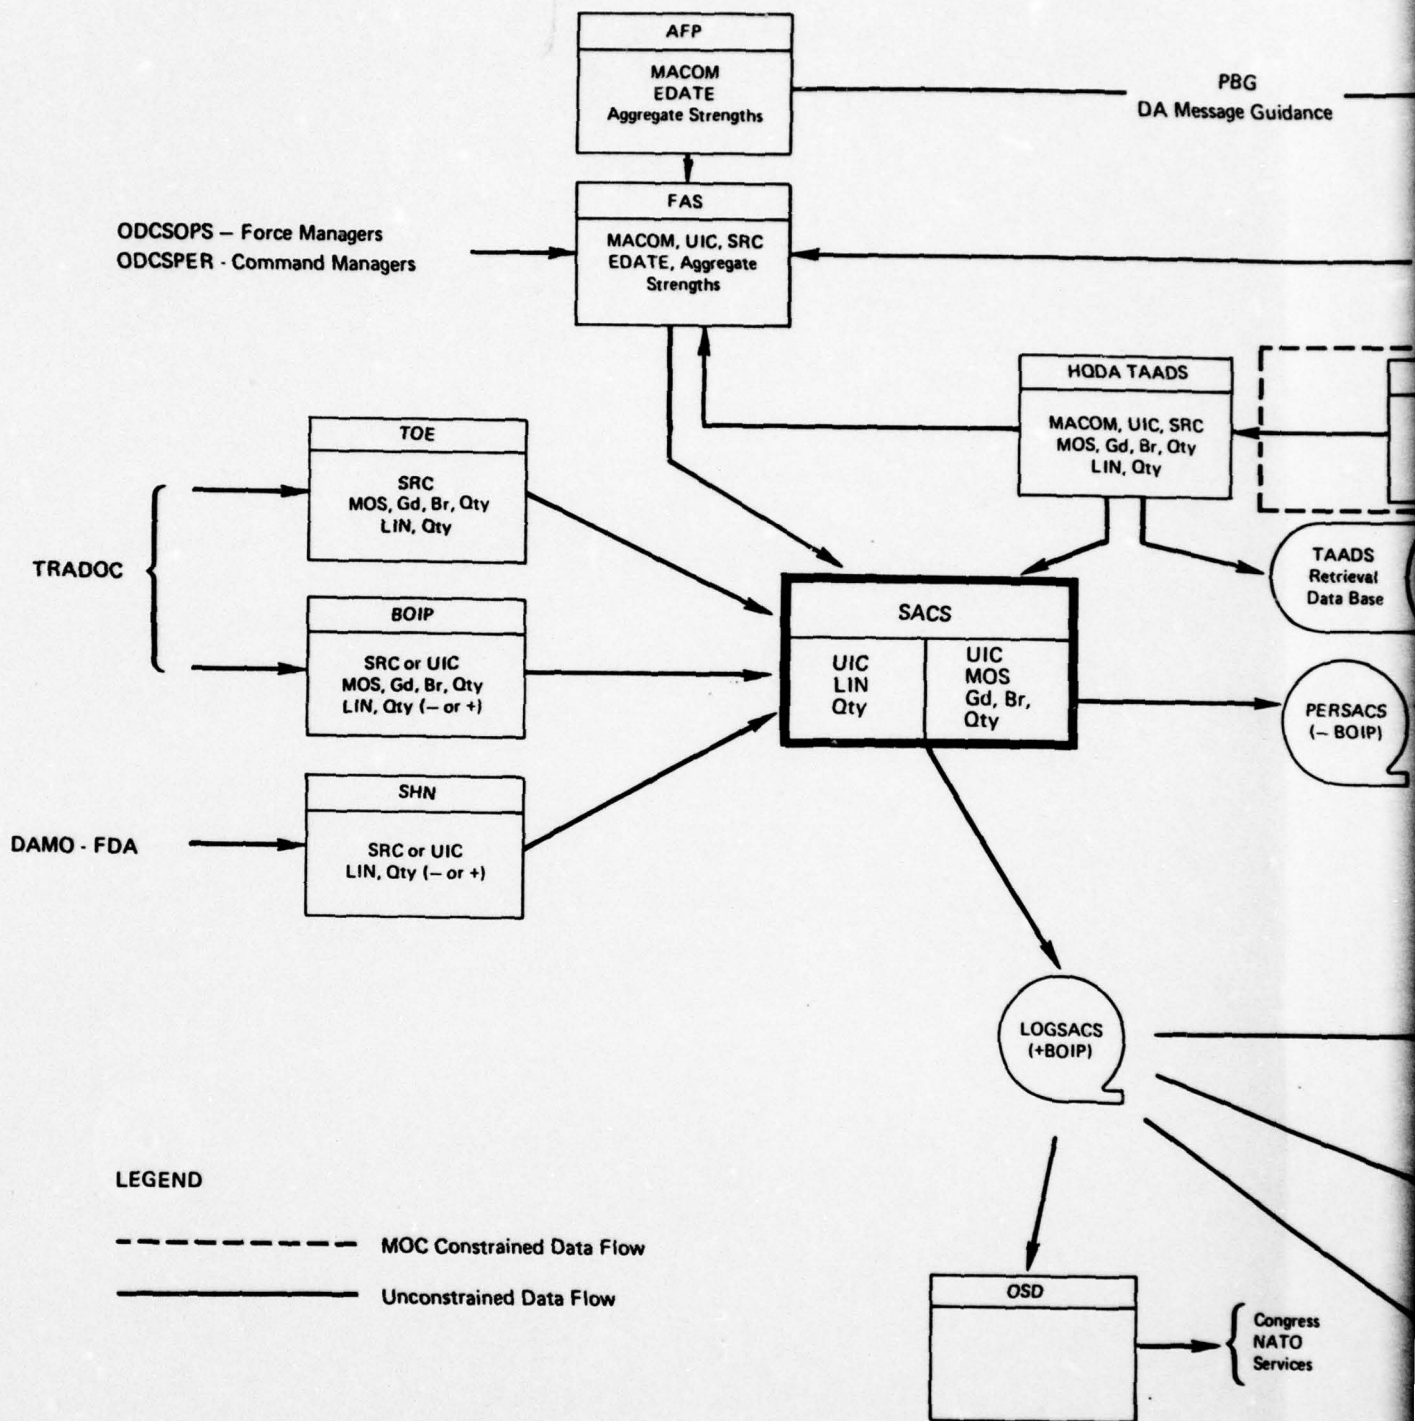 AFP
MACOM
EDATE
Aggregate Strengths
PBG
DA Message Guidance
FAS
MACOM, UIC, SRC
EDATE, Aggregate
Strengths
ODCSOPS – Force Managers
ODCSPER - Command Managers
HQDA TAADS
MACOM, UIC, SRC
MOS, Gd, Br, Qty
LIN, Qty
TOE
SRC
MOS, Gd, Br, Qty
LIN, Qty
TRADOC
TAADS
Retrieval
Data Base
BOIP
SRC or UIC
MOS, Gd, Br, Qty
LIN, Qty (– or +)
SACS
UIC
LIN
Qty
UIC
MOS
Gd, Br,
Qty
PERSACS
(– BOIP)
SHN
SRC or UIC
LIN, Qty (– or +)
DAMO - FDA
LOGSACS
(+BOIP)
LEGEND
MOC Constrained Data Flow
Unconstrained Data Flow
OSD
Congress
NATO
Services